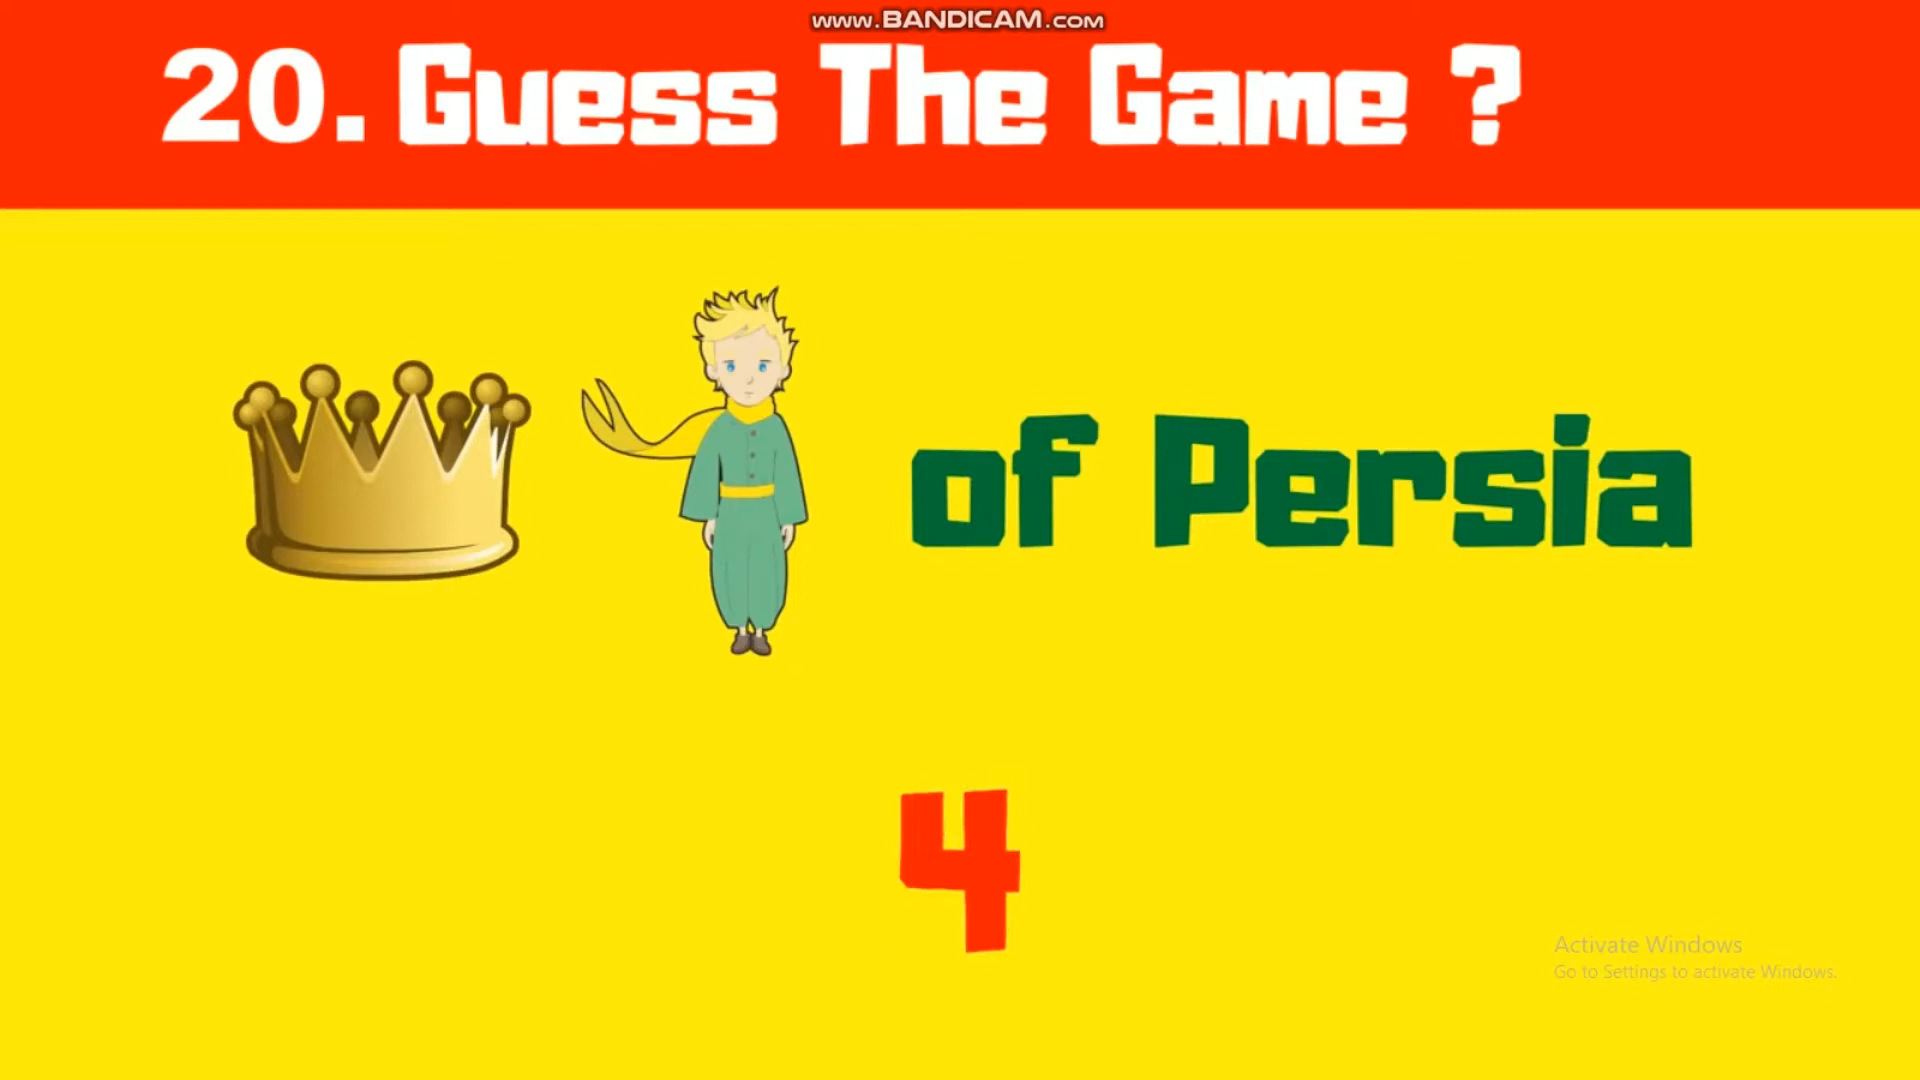 www.BANDICAM.com
20. Guess The Game ?
of Persia
4
Activate Windows
Go to Settings to activate Windows.